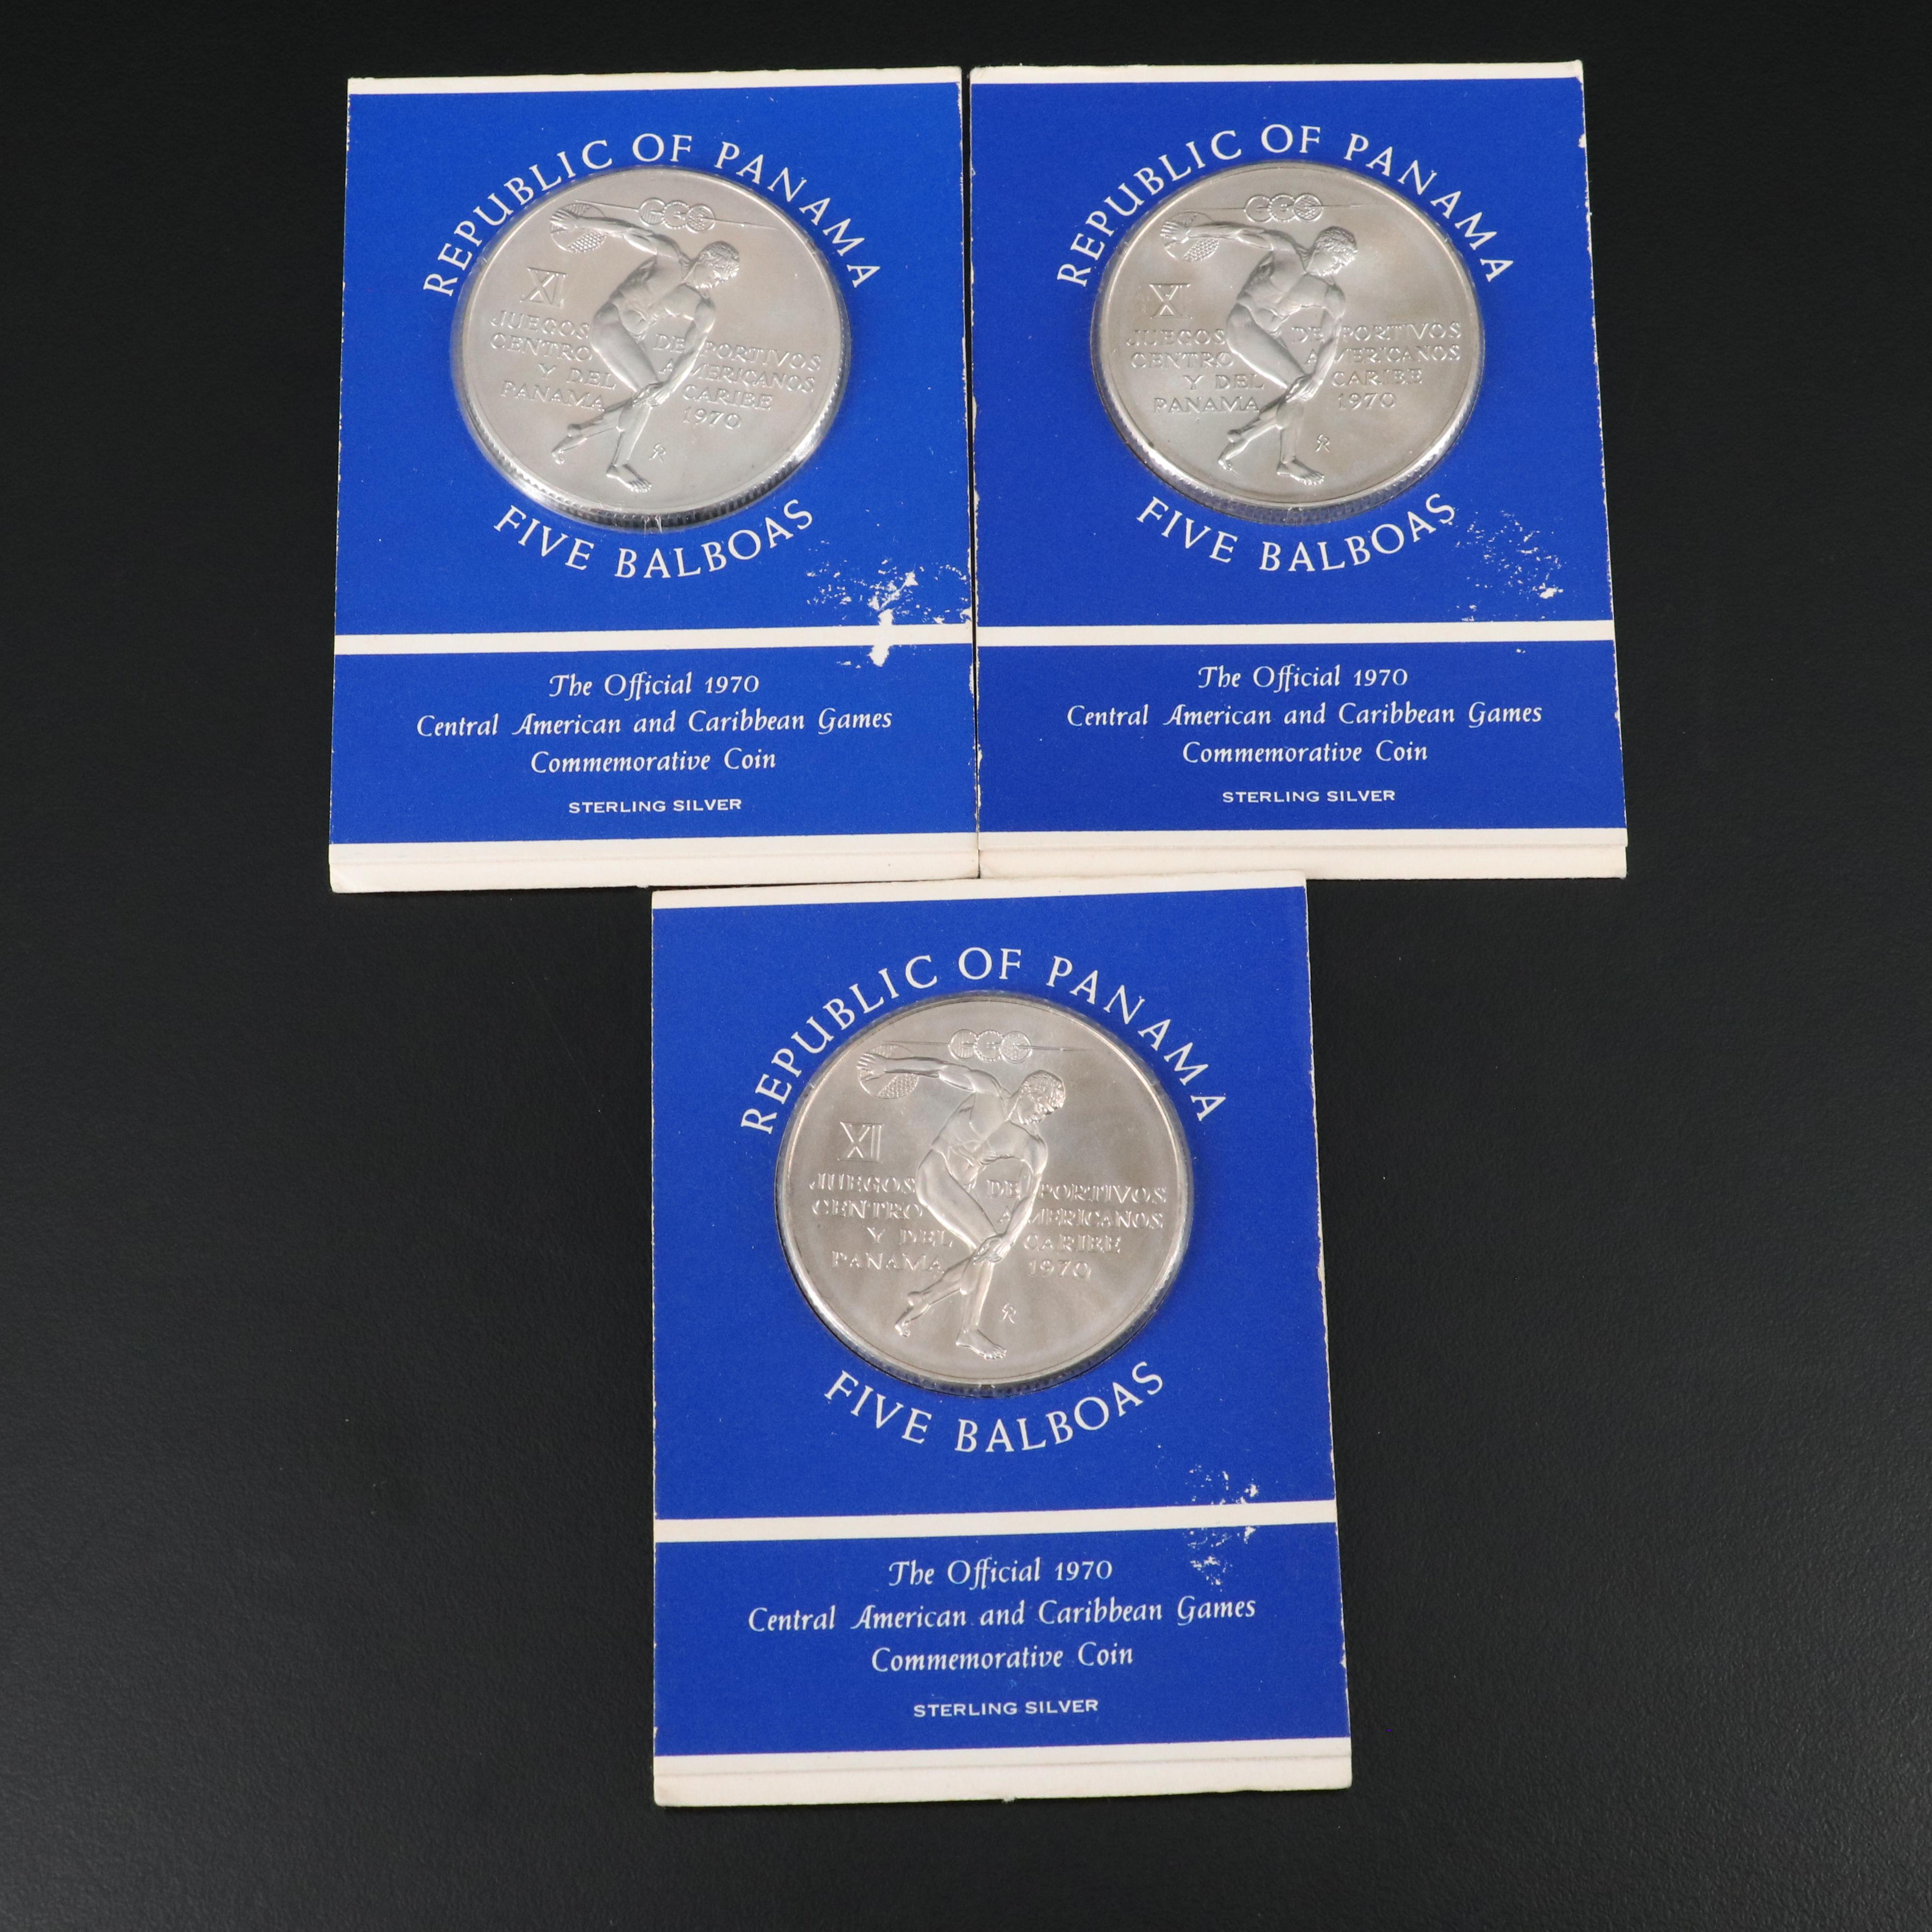 REPUBLIC OF PANAMA
XI
JUEGOS DEPORTIVOS
CENTRO AMERICANOS
Y DEL CARIBE
PANAMA 1970
FIVE BALBOAS
The Official 1970
Central American and Caribbean Games
Commemorative Coin
STERLING SILVER
REPUBLIC OF PANAMA
XI
JUEGOS DEPORTIVOS
CENTRO AMERICANOS
Y DEL CARIBE
PANAMA 1970
FIVE BALBOAS
The Official 1970
Central American and Caribbean Games
Commemorative Coin
STERLING SILVER
REPUBLIC OF PANAMA
XI
JUEGOS DEPORTIVOS
CENTRO AMERICANOS
Y DEL CARIBE
PANAMA 1970
FIVE BALBOAS
The Official 1970
Central American and Caribbean Games
Commemorative Coin
STERLING SILVER